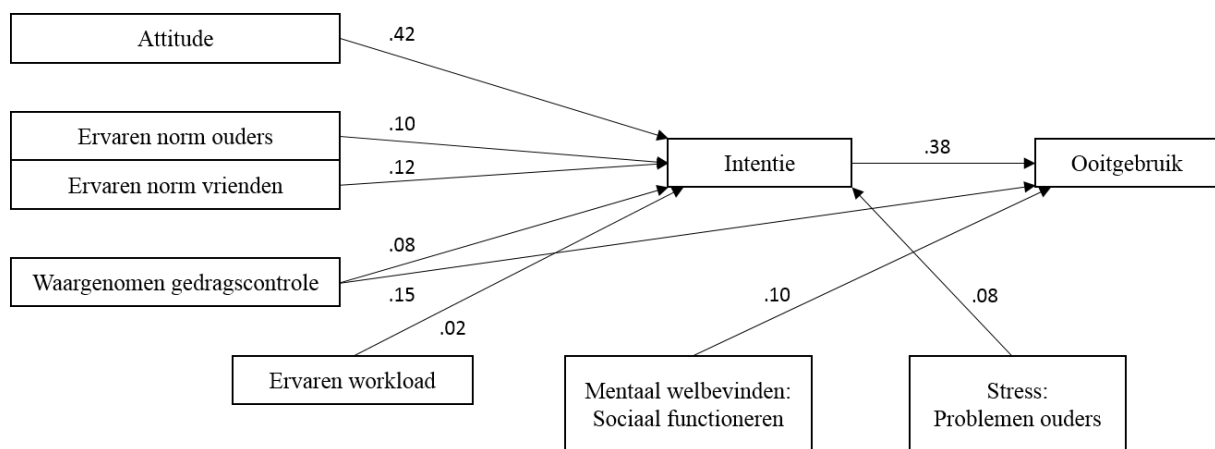 Attitude
.42
Ervaren norm ouders
.10
Ervaren norm vrienden
.12
Intentie
.38
Ooitgebruik
Waargenomen gedragscontrole
.08
.15
.02
.10
.08
Ervaren workload
Mentaal welbevinden:
Sociaal functioneren
Stress:
Problemen ouders